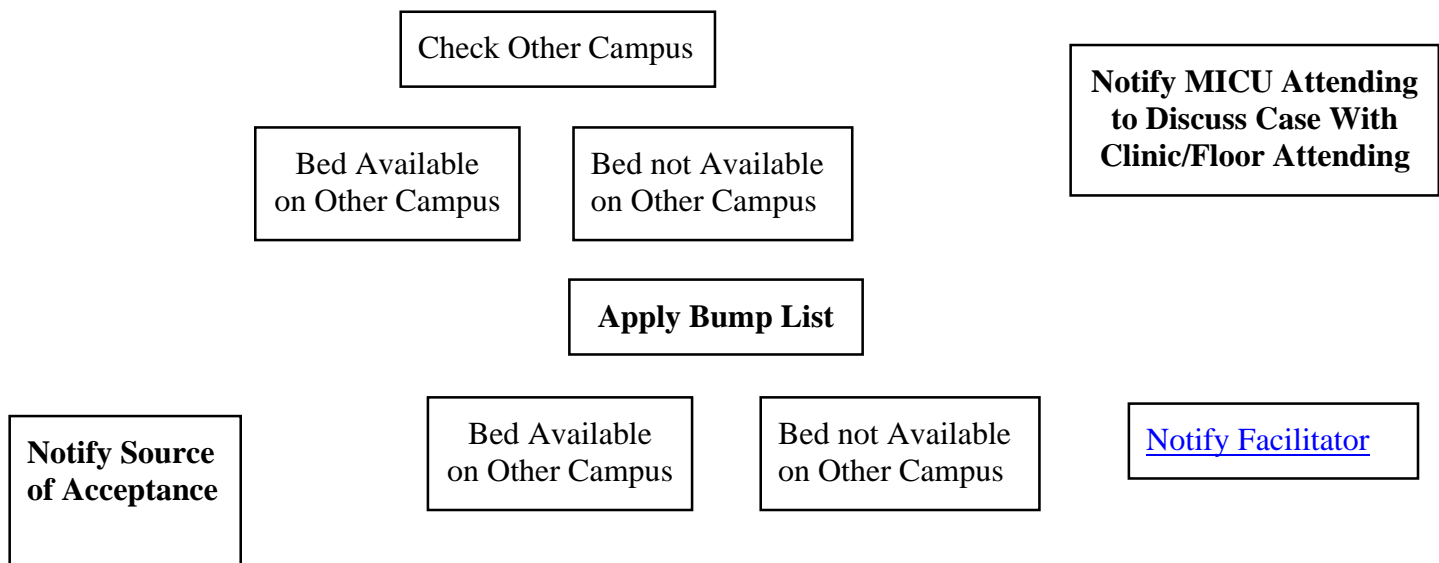 Check Other Campus
Notify MICU Attending
to Discuss Case With
Clinic/Floor Attending
Bed Available
on Other Campus
Bed not Available
on Other Campus
Apply Bump List
Notify Source
of Acceptance
Bed Available
on Other Campus
Bed not Available
on Other Campus
Notify Facilitator